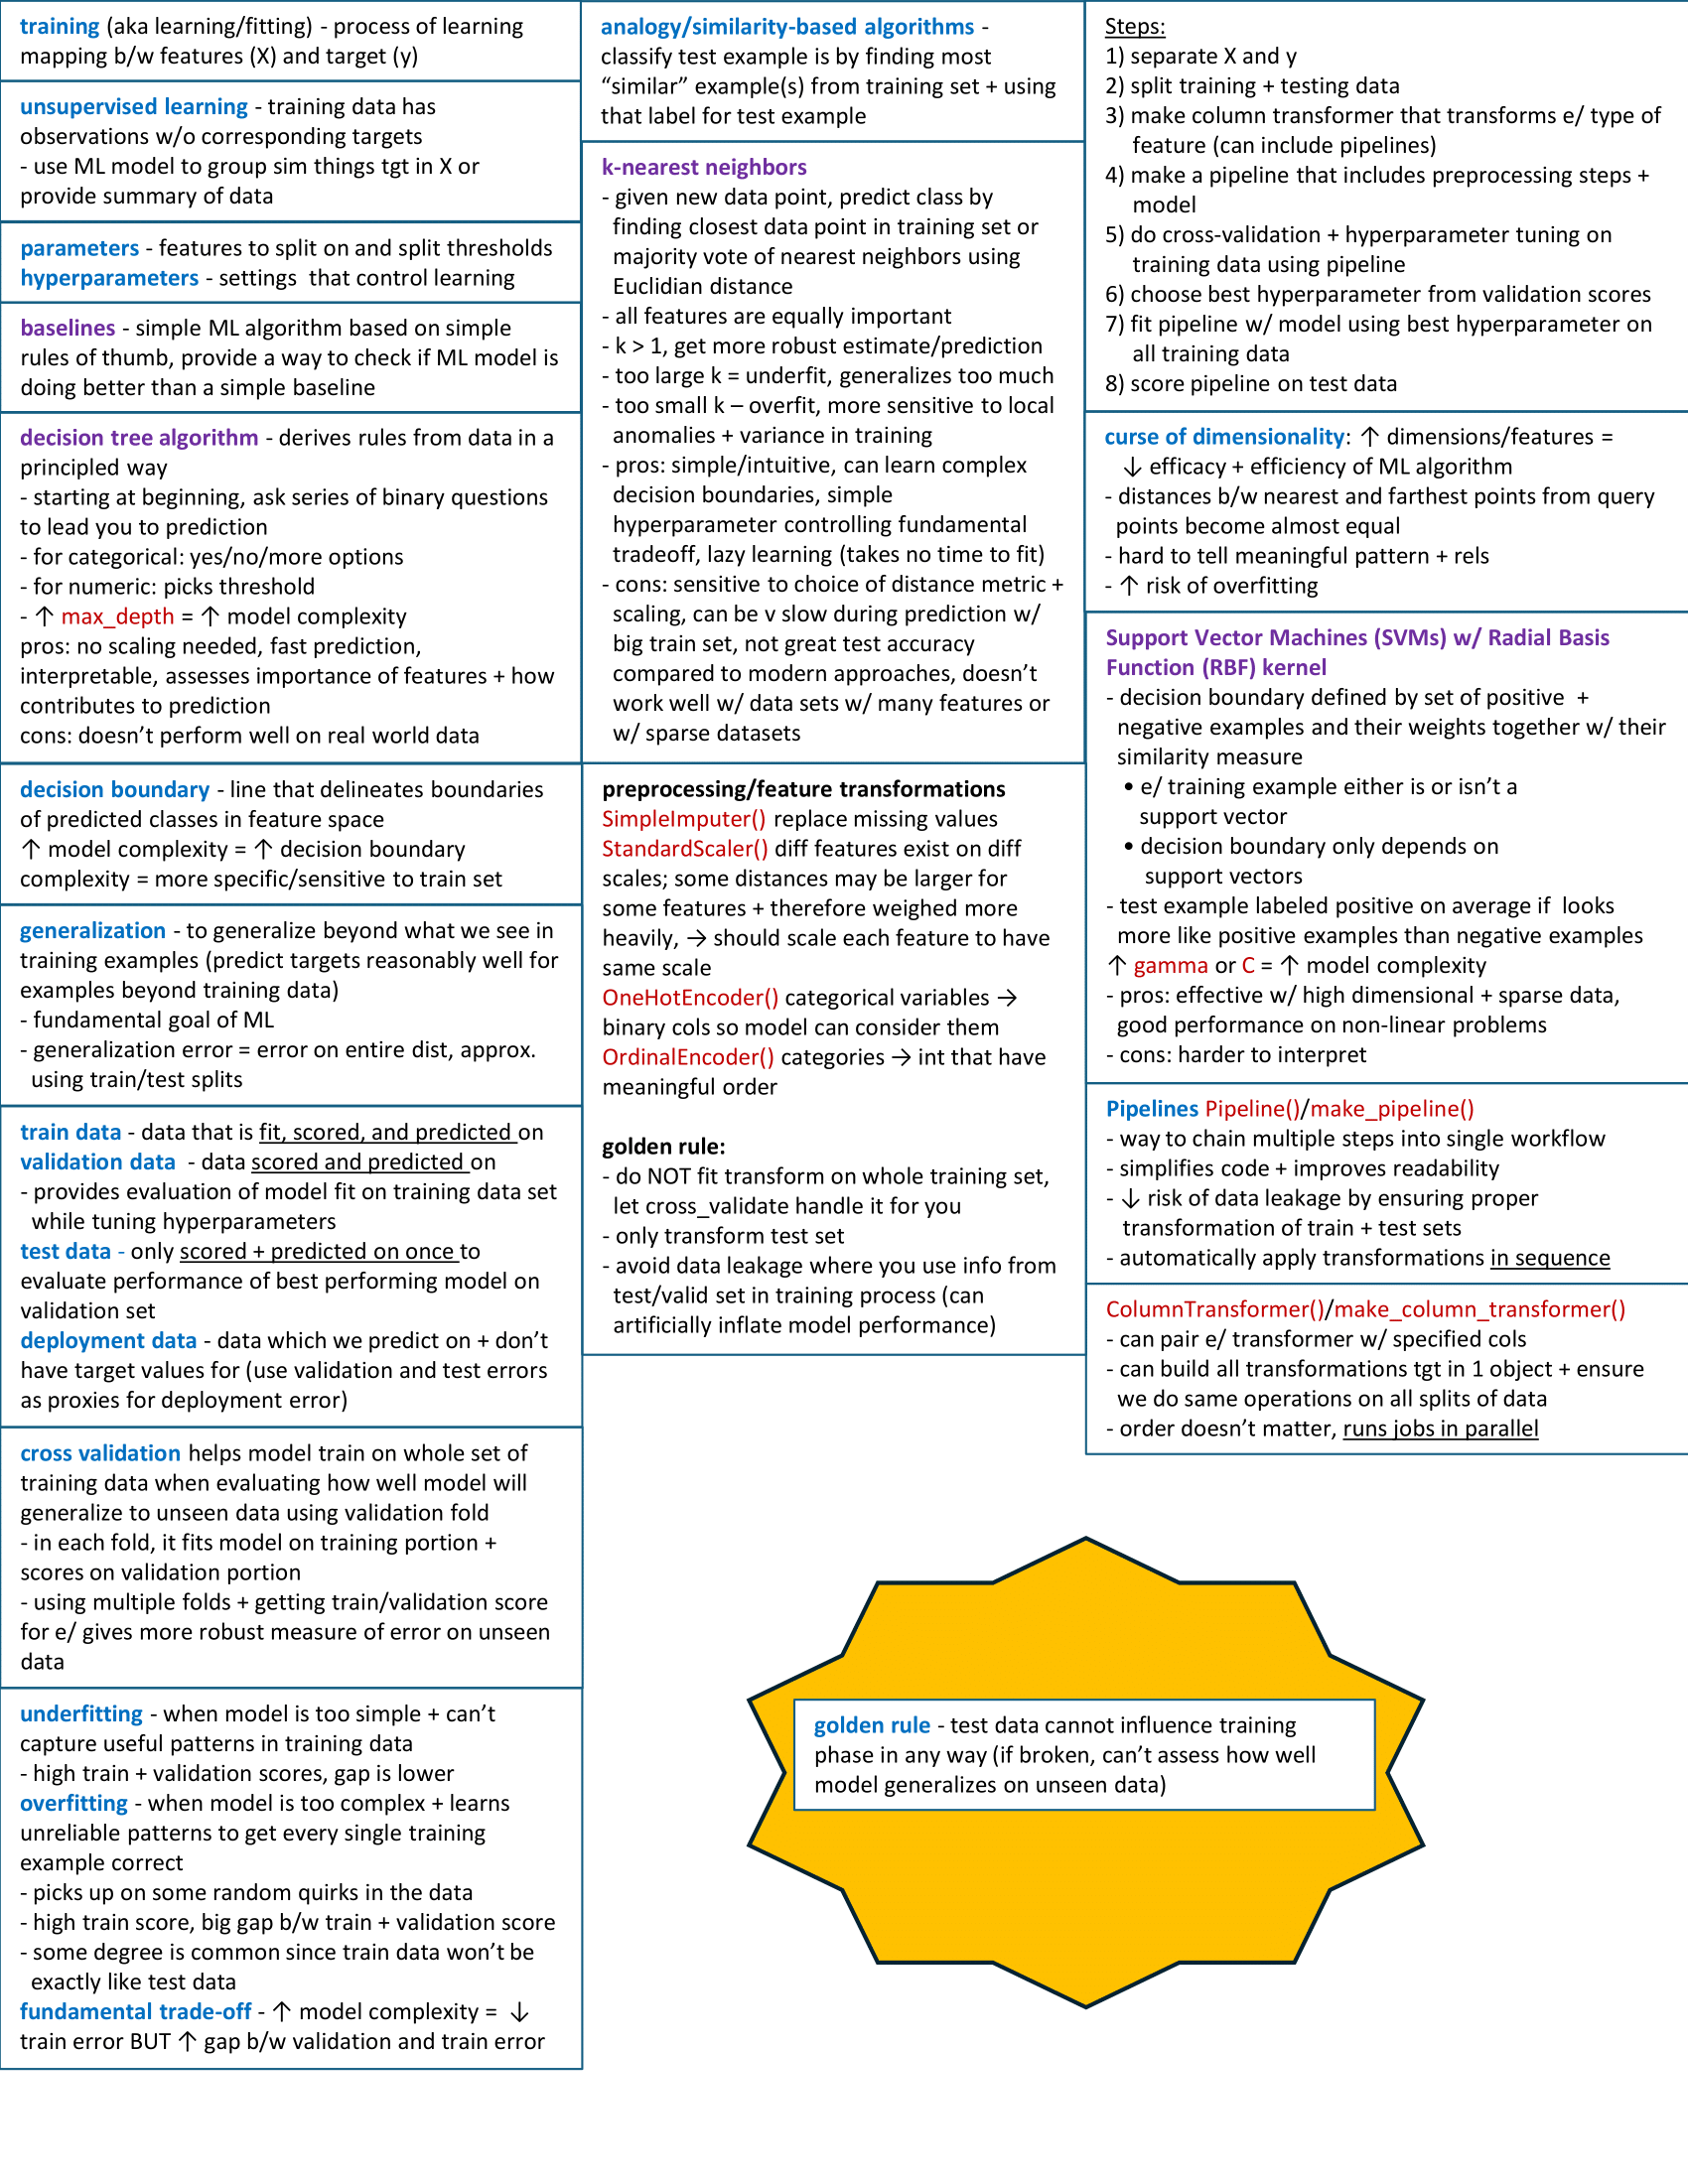 training (aka learning/fitting) - process of learning
mapping b/w features (X) and target (y)
unsupervised learning - training data has
observations w/o corresponding targets
- use ML model to group sim things tgt in X or
provide summary of data
parameters - features to split on and split thresholds
hyperparameters - settings  that control learning
baselines - simple ML algorithm based on simple
rules of thumb, provide a way to check if ML model is
doing better than a simple baseline
decision tree algorithm - derives rules from data in a
principled way
- starting at beginning, ask series of binary questions
to lead you to prediction
- for categorical: yes/no/more options
- for numeric: picks threshold
- ↑ max_depth = ↑ model complexity
pros: no scaling needed, fast prediction,
interpretable, assesses importance of features + how
contributes to prediction
cons: doesn’t perform well on real world data
decision boundary - line that delineates boundaries
of predicted classes in feature space
↑ model complexity = ↑ decision boundary
complexity = more specific/sensitive to train set
generalization - to generalize beyond what we see in
training examples (predict targets reasonably well for
examples beyond training data)
- fundamental goal of ML
- generalization error = error on entire dist, approx.
using train/test splits
train data - data that is fit, scored, and predicted on
validation data  - data scored and predicted on
- provides evaluation of model fit on training data set
while tuning hyperparameters
test data - only scored + predicted on once to
evaluate performance of best performing model on
validation set
deployment data - data which we predict on + don’t
have target values for (use validation and test errors
as proxies for deployment error)
cross validation helps model train on whole set of
training data when evaluating how well model will
generalize to unseen data using validation fold
- in each fold, it fits model on training portion +
scores on validation portion
- using multiple folds + getting train/validation score
for e/ gives more robust measure of error on unseen
data
underfitting - when model is too simple + can’t
capture useful patterns in training data
- high train + validation scores, gap is lower
overfitting - when model is too complex + learns
unreliable patterns to get every single training
example correct
- picks up on some random quirks in the data
- high train score, big gap b/w train + validation score
- some degree is common since train data won’t be
exactly like test data
fundamental trade-off - ↑ model complexity = ↓
train error BUT ↑ gap b/w validation and train error
analogy/similarity-based algorithms -
classify test example is by finding most
“similar” example(s) from training set + using
that label for test example
k-nearest neighbors
- given new data point, predict class by
finding closest data point in training set or
majority vote of nearest neighbors using
Euclidian distance
- all features are equally important
- k > 1, get more robust estimate/prediction
- too large k = underfit, generalizes too much
- too small k – overfit, more sensitive to local
anomalies + variance in training
- pros: simple/intuitive, can learn complex
decision boundaries, simple
hyperparameter controlling fundamental
tradeoff, lazy learning (takes no time to fit)
- cons: sensitive to choice of distance metric +
scaling, can be v slow during prediction w/
big train set, not great test accuracy
compared to modern approaches, doesn’t
work well w/ data sets w/ many features or
w/ sparse datasets
preprocessing/feature transformations
SimpleImputer() replace missing values
StandardScaler() diff features exist on diff
scales; some distances may be larger for
some features + therefore weighed more
heavily, → should scale each feature to have
same scale
OneHotEncoder() categorical variables →
binary cols so model can consider them
OrdinalEncoder() categories → int that have
meaningful order
golden rule:
- do NOT fit transform on whole training set,
let cross_validate handle it for you
- only transform test set
- avoid data leakage where you use info from
test/valid set in training process (can
artificially inflate model performance)
Steps:
1) separate X and y
2) split training + testing data
3) make column transformer that transforms e/ type of
feature (can include pipelines)
4) make a pipeline that includes preprocessing steps +
model
5) do cross-validation + hyperparameter tuning on
training data using pipeline
6) choose best hyperparameter from validation scores
7) fit pipeline w/ model using best hyperparameter on
all training data
8) score pipeline on test data
curse of dimensionality: ↑ dimensions/features =
↓ efficacy + efficiency of ML algorithm
- distances b/w nearest and farthest points from query
points become almost equal
- hard to tell meaningful pattern + rels
- ↑ risk of overfitting
Support Vector Machines (SVMs) w/ Radial Basis
Function (RBF) kernel
- decision boundary defined by set of positive  +
negative examples and their weights together w/ their
similarity measure
• e/ training example either is or isn’t a
support vector
• decision boundary only depends on
support vectors
- test example labeled positive on average if  looks
more like positive examples than negative examples
↑ gamma or C = ↑ model complexity
- pros: effective w/ high dimensional + sparse data,
good performance on non-linear problems
- cons: harder to interpret
Pipelines Pipeline()/make_pipeline()
- way to chain multiple steps into single workflow
- simplifies code + improves readability
- ↓ risk of data leakage by ensuring proper
transformation of train + test sets
- automatically apply transformations in sequence
ColumnTransformer()/make_column_transformer()
- can pair e/ transformer w/ specified cols
- can build all transformations tgt in 1 object + ensure
we do same operations on all splits of data
- order doesn’t matter, runs jobs in parallel
golden rule - test data cannot influence training
phase in any way (if broken, can’t assess how well
model generalizes on unseen data)